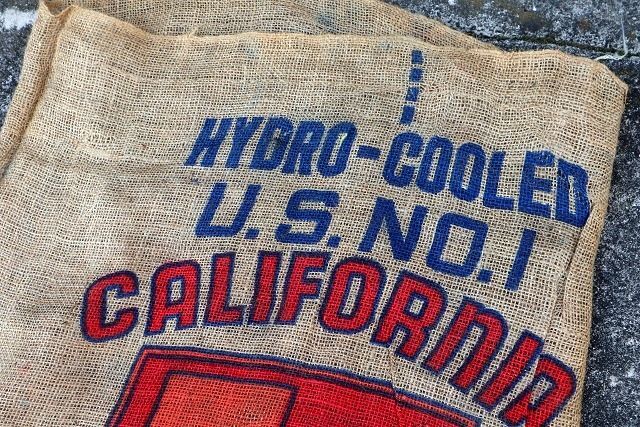 HYDRO-COOLED
U.S. NO. 1
CALIFORNIA